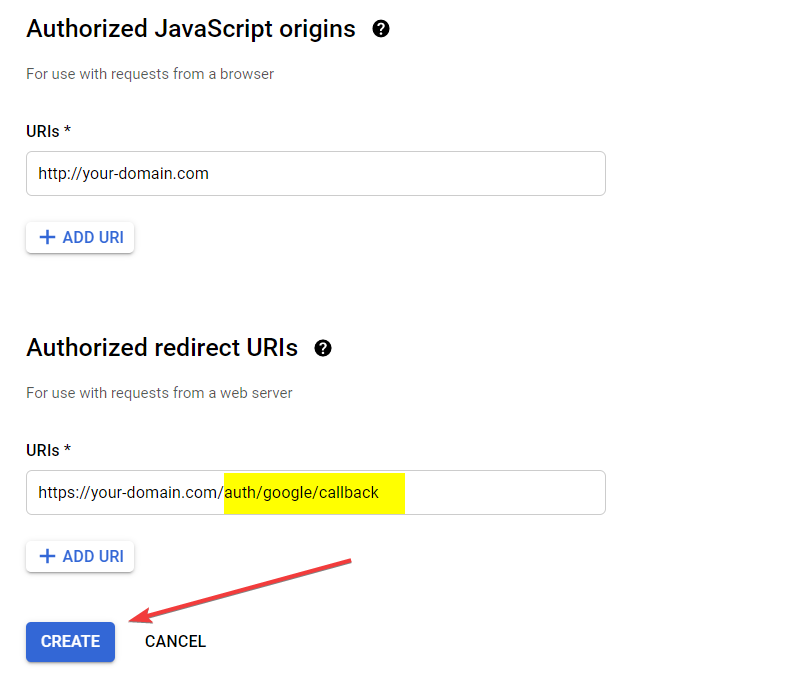 Authorized JavaScript origins
For use with requests from a browser
URIs *
http://your-domain.com
ADD URI
Authorized redirect URIs
For use with requests from a web server
URIs *
https://your-domain.com/auth/google/callback
ADD URI
CREATE CANCEL